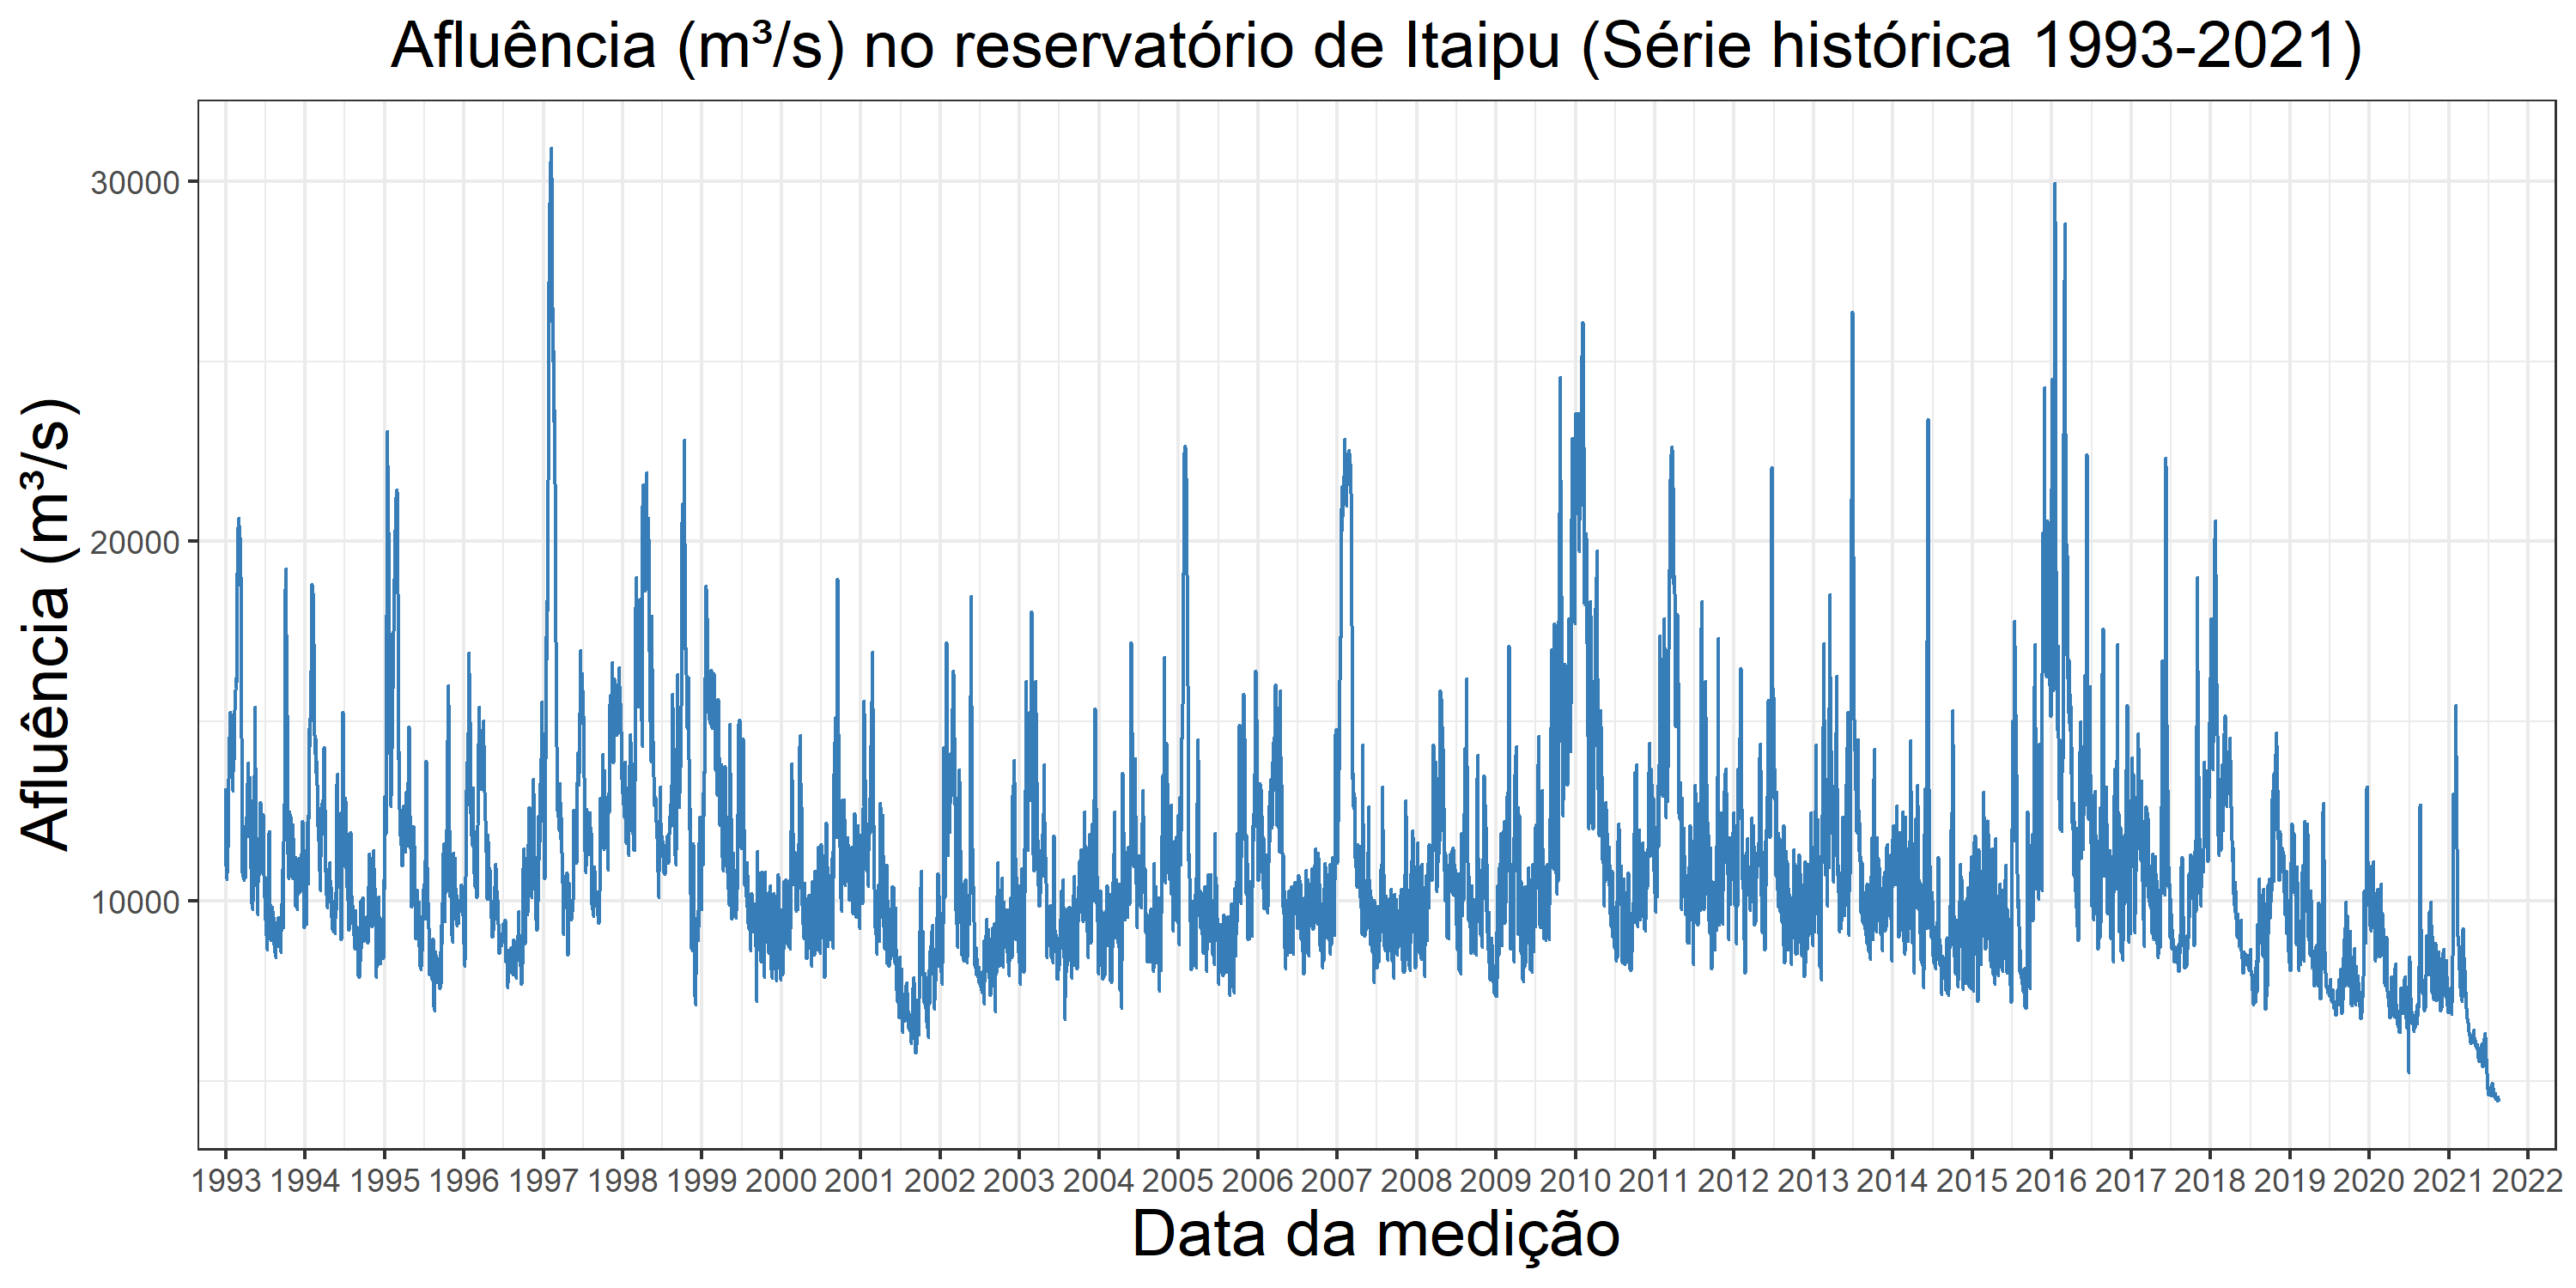 Afluência (m³/s) no reservatório de Itaipu (Série histórica 1993-2021)
Afluência (m³/s)
30000
20000
10000
1993 1994 1995 1996 1997 1998 1999 2000 2001 2002 2003 2004 2005 2006 2007 2008 2009 2010 2011 2012 2013 2014 2015 2016 2017 2018 2019 2020 2021 2022
Data da medição